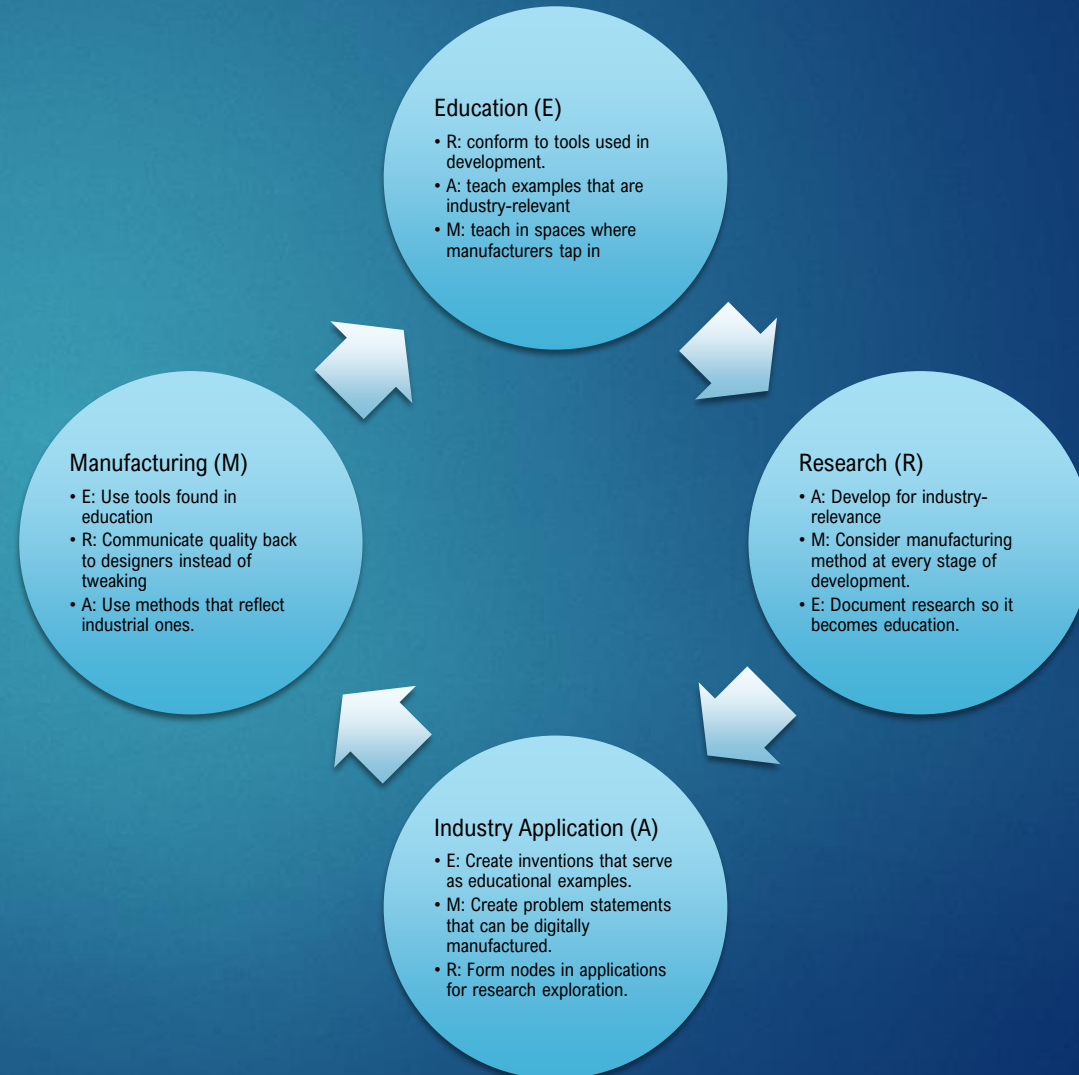 Education (E)
• R: conform to tools used in
development.
• A: teach examples that are
industry-relevant
• M: teach in spaces where
manufacturers tap in
Manufacturing (M)
• E: Use tools found in
education
• R: Communicate quality back
to designers instead of
tweaking
• A: Use methods that reflect
industrial ones.
Research (R)
• A: Develop for industry-
relevance
• M: Consider manufacturing
method at every stage of
development.
• E: Document research so it
becomes education.
Industry Application (A)
• E: Create inventions that serve
as educational examples.
• M: Create problem statements
that can be digitally
manufactured.
• R: Form nodes in applications
for research exploration.